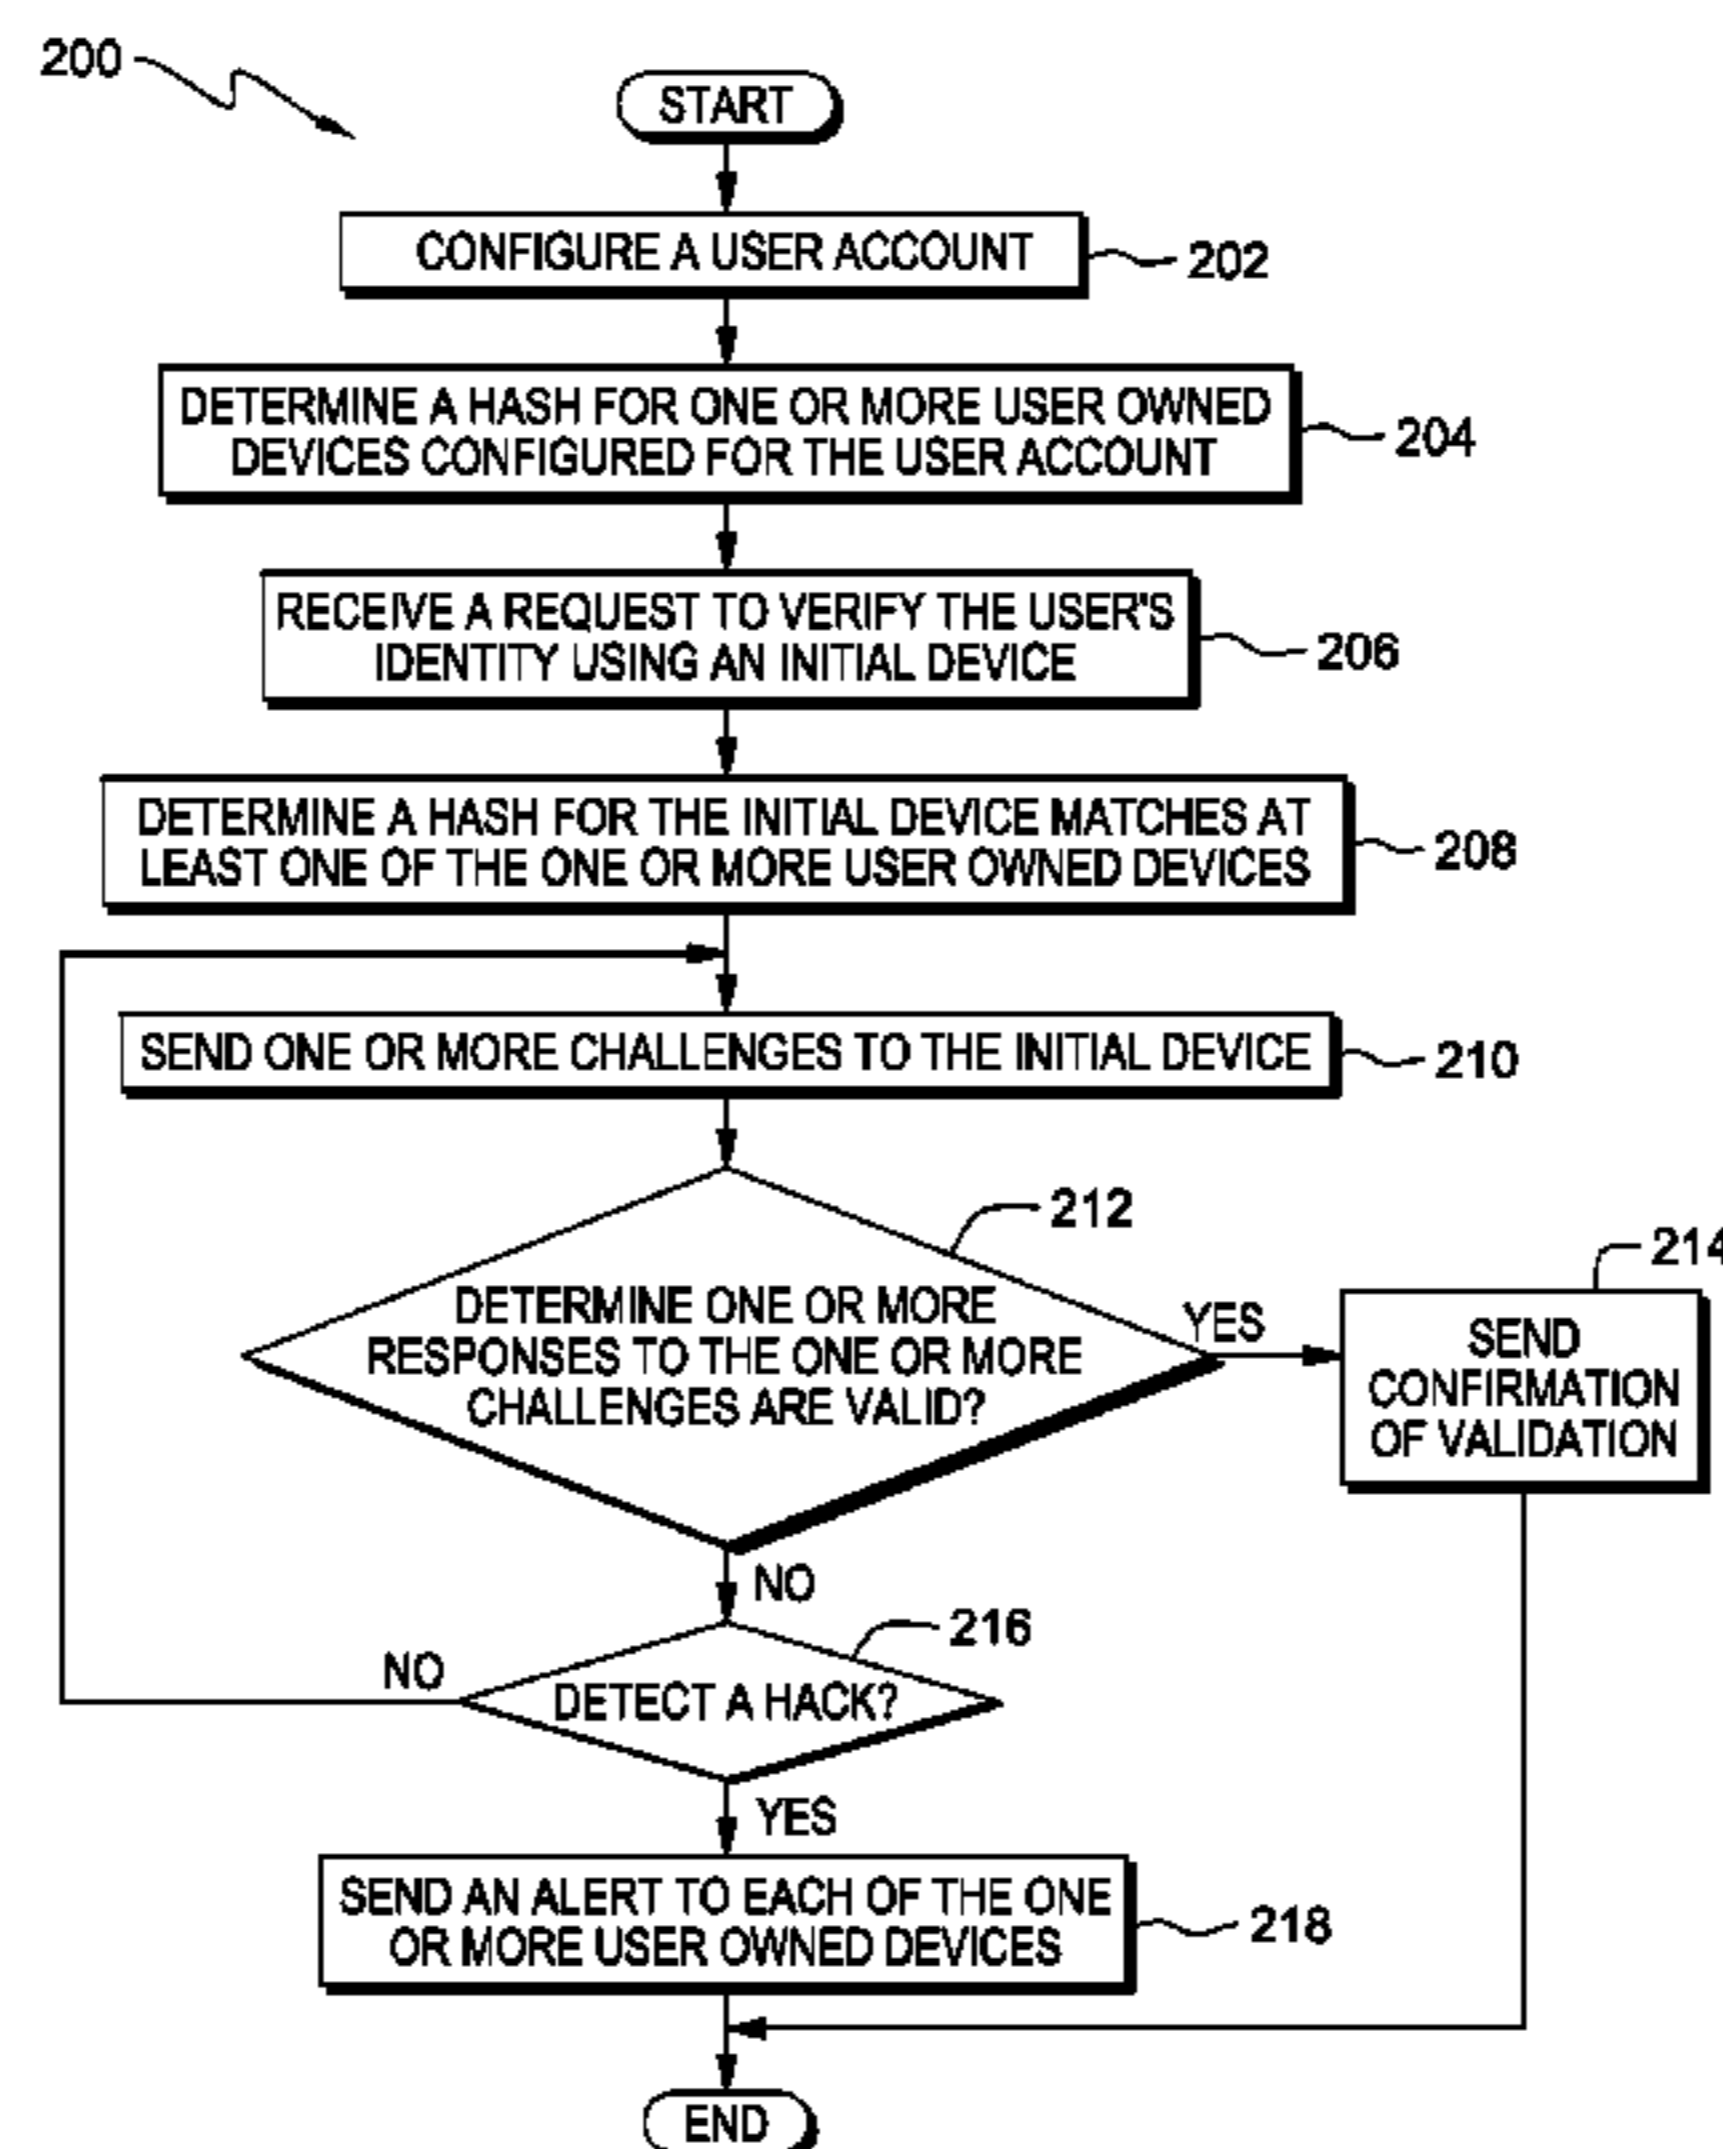 200
START
CONFIGURE A USER ACCOUNT
202
DETERMINE A HASH FOR ONE OR MORE USER OWNED
DEVICES CONFIGURED FOR THE USER ACCOUNT
204
RECEIVE A REQUEST TO VERIFY THE USER'S
IDENTITY USING AN INITIAL DEVICE
206
DETERMINE A HASH FOR THE INITIAL DEVICE MATCHES AT
LEAST ONE OF THE ONE OR MORE USER OWNED DEVICES
208
SEND ONE OR MORE CHALLENGES TO THE INITIAL DEVICE
210
212
DETERMINE ONE OR MORE
RESPONSES TO THE ONE OR MORE
CHALLENGES ARE VALID?
YES
214
SEND
CONFIRMATION
OF VALIDATION
NO
216
DETECT A HACK?
NO
YES
SEND AN ALERT TO EACH OF THE ONE
OR MORE USER OWNED DEVICES
218
END